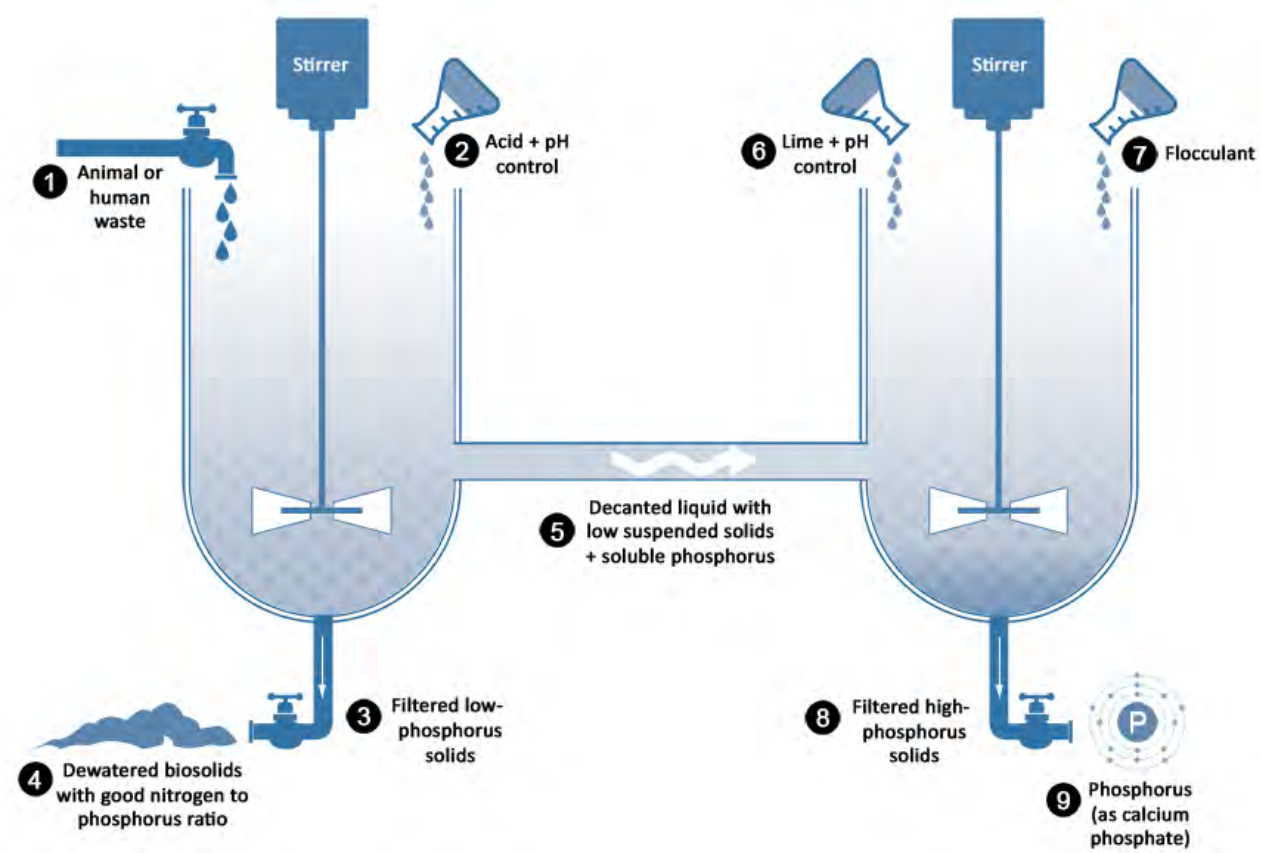 Stirrer
1 Animal or
human
waste
2 Acid + pH
control
3 Filtered low-
phosphorus
solids
4 Dewatered biosolids
with good nitrogen to
phosphorus ratio
5 Decanted liquid with
low suspended solids
+ soluble phosphorus
Stirrer
6 Lime + pH
control
7 Flocculant
8 Filtered high-
phosphorus
solids
P
9 Phosphorus
(as calcium
phosphate)